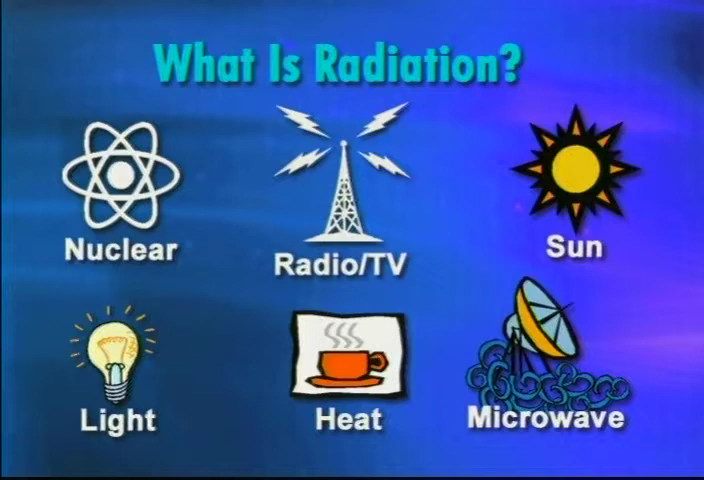 What Is Radiation?
Nuclear
Radio/TV
Sun
Light
Heat
Microwave